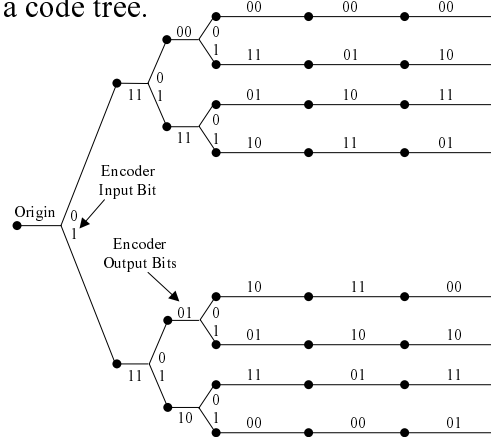 a code tree.
00 00 00
00 0
1
11 01 10
0
11 1
01 10 11
0
11 1
10 11 01
Encoder
Input Bit
Origin 0
1
Encoder
Output Bits
10 11 00
01 0
1
01 10 10
0
11 1
11 01 11
0
10 1
00 00 01